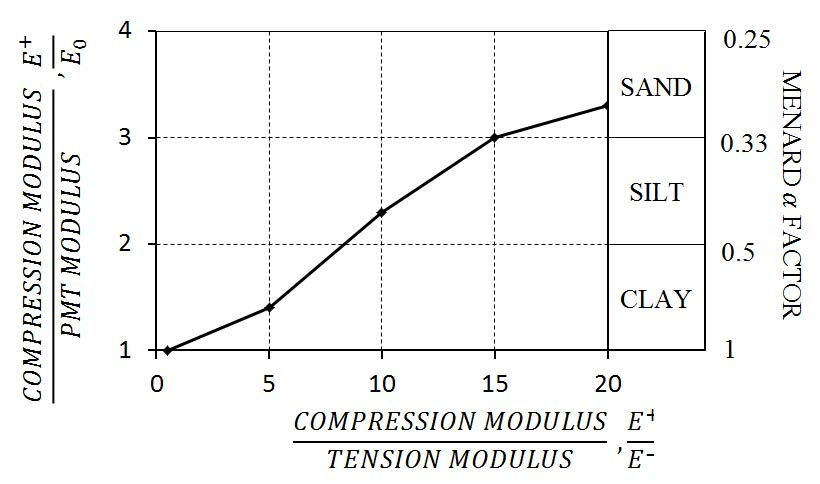 COMPRESSION MODULUS E⁺
PMT MODULUS , E₀
4
3
2
1
0 5 10 15 20
COMPRESSION MODULUS E⁺
TENSION MODULUS , E⁻
SAND
SILT
CLAY
0.25
0.33
0.5
1
MENARD α FACTOR